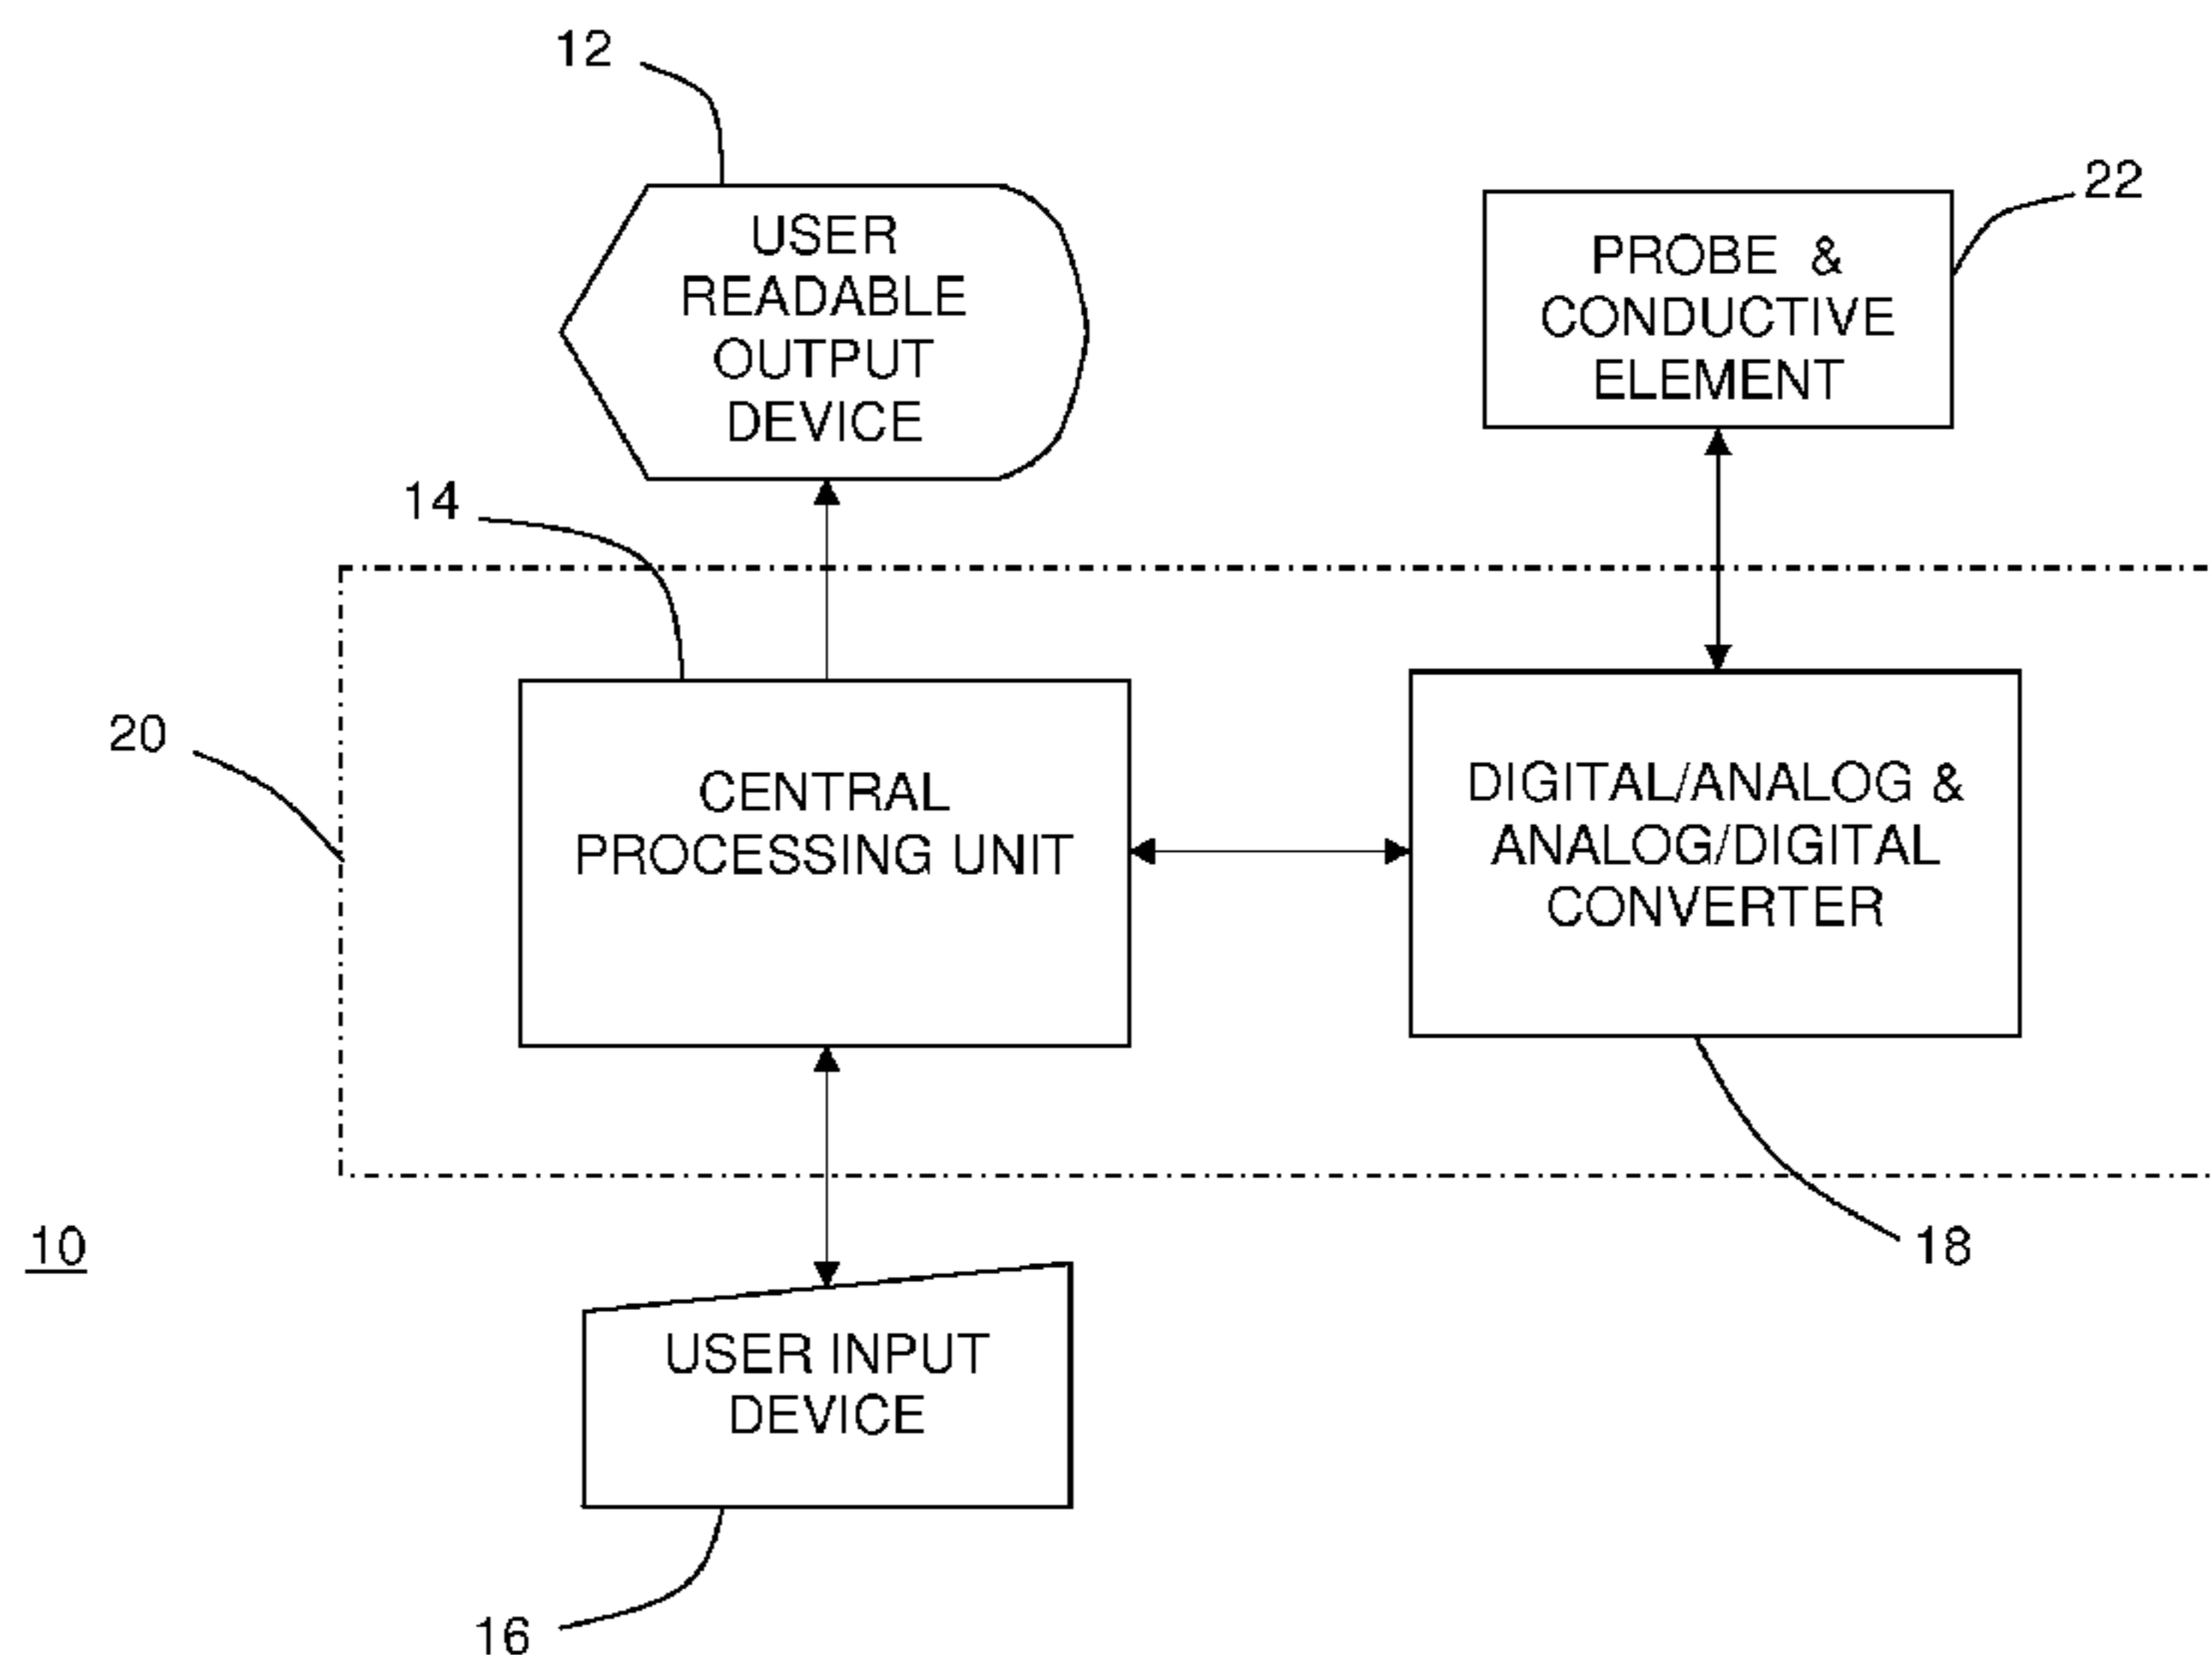 12
USER
READABLE
OUTPUT
DEVICE
22
PROBE &
CONDUCTIVE
ELEMENT
14
20
CENTRAL
PROCESSING UNIT
DIGITAL/ANALOG &
ANALOG/DIGITAL
CONVERTER
10
18
USER INPUT
DEVICE
16